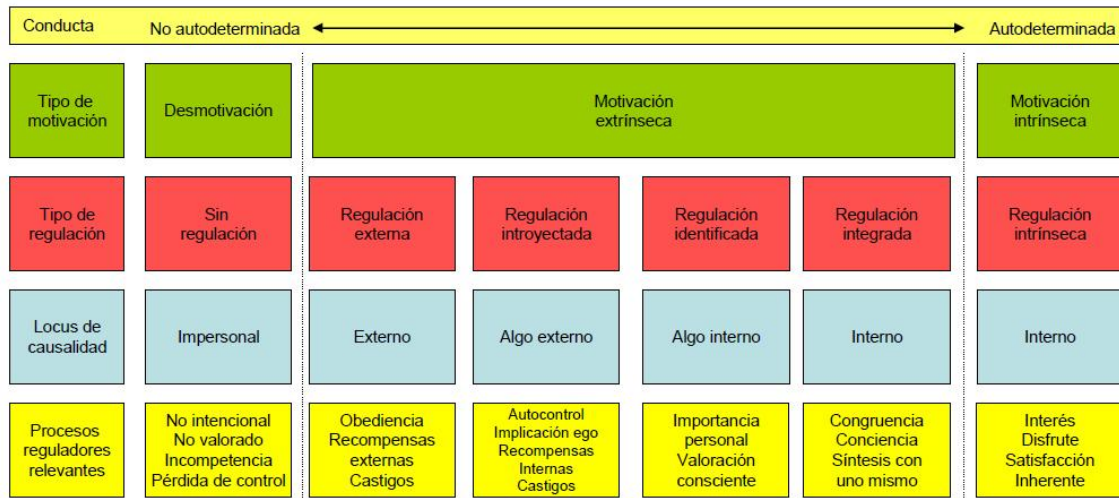 Conducta No autodeterminada Autodeterminada
Tipo de
motivación
Desmotivación
Motivación
extrínseca
Motivación
intrínseca
Tipo de
regulación
Sin
regulación
Regulación
externa
Regulación
introyectada
Regulación
identificada
Regulación
integrada
Regulación
intrínseca
Locus de
causalidad
Impersonal
Externo
Algo externo
Algo interno
Interno
Interno
Procesos
reguladores
relevantes
No intencional
No valorado
Incompetencia
Pérdida de control
Obediencia
Recompensas
externas
Castigos
Autocontrol
Implicación ego
Recompensas
Internas
Castigos
Importancia
personal
Valoración
consciente
Congruencia
Conciencia
Síntesis con
uno mismo
Interés
Disfrute
Satisfacción
Inherente